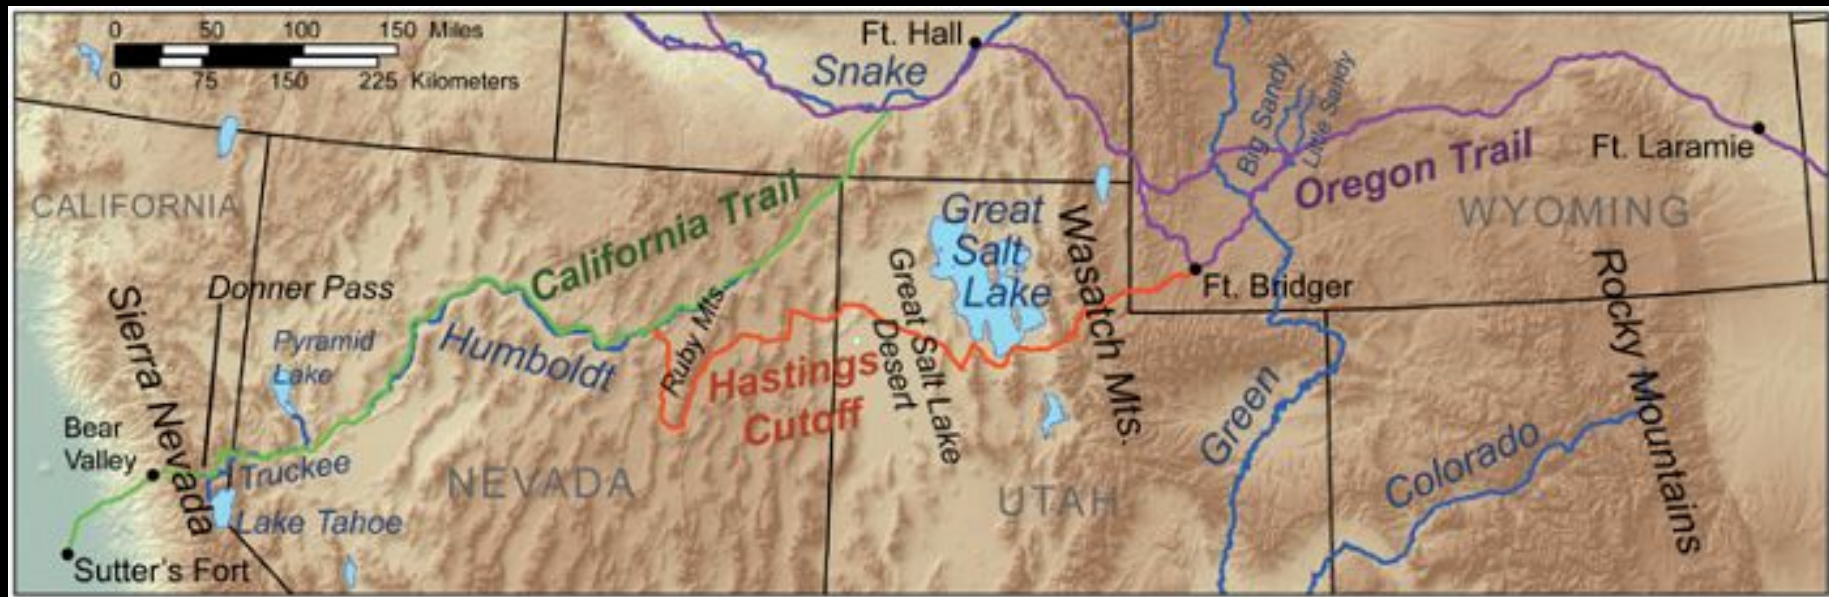 0 50 100 150 Miles
0 75 150 225 Kilometers
Ft. Hall
Snake
Big Sandy
Little Sandy
Ft. Laramie
Oregon Trail
CALIFORNIA
California Trail
Great
Salt
Lake
Wasatch Mts.
WYOMING
Donner Pass
Sierra Nevada
Pyramid
Lake
Humboldt
Ruby Mts.
Hastings
Cutoff
Great Salt Lake
Desert
Ft. Bridger
Rocky Mountains
Bear
Valley
Truckee
Lake Tahoe
NEVADA
UTAH
Green
Colorado
Sutter's Fort